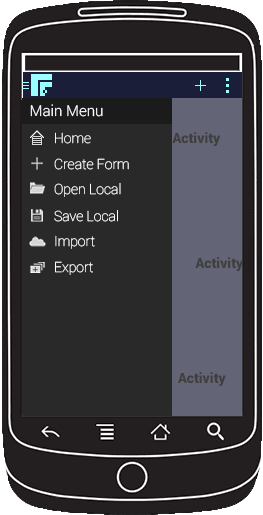 Main Menu
Home
Activity
Create Form
Open Local
Save Local
Import
Activity
Export
Activity